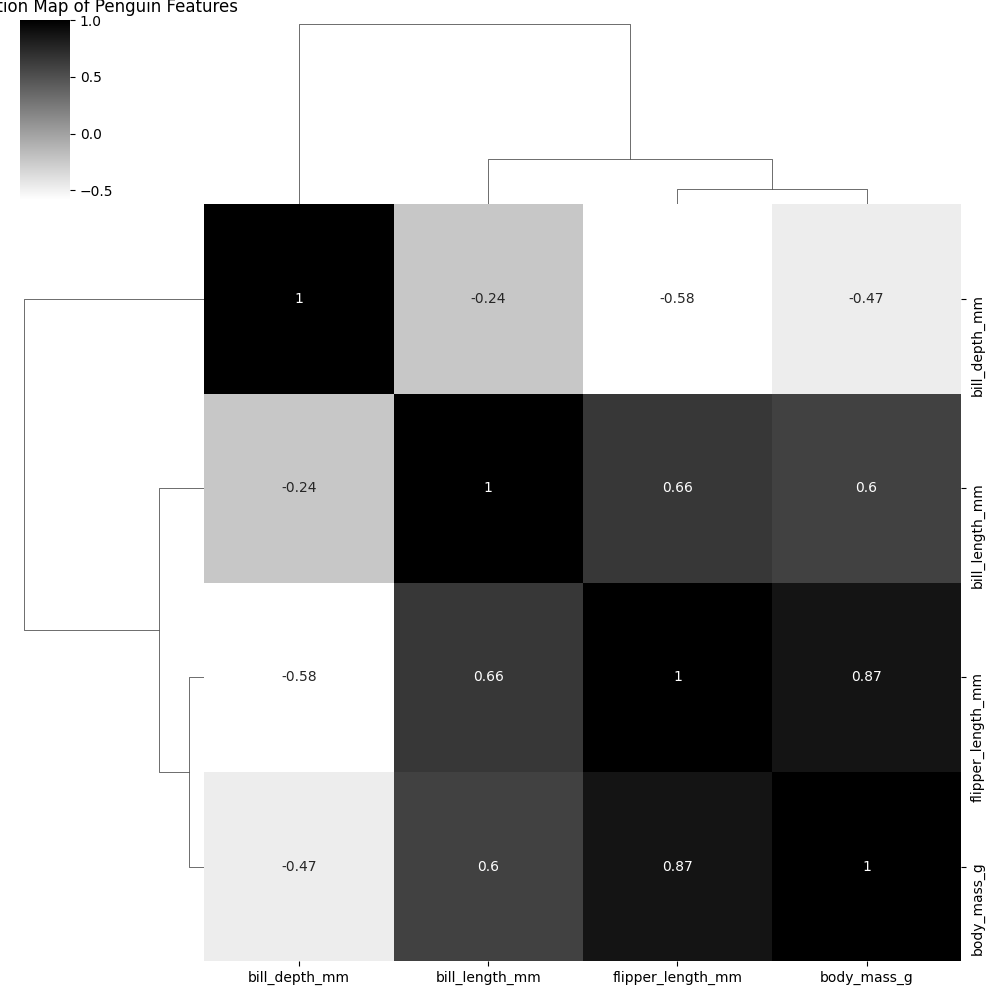 tion Map of Penguin Features
1.0
0.5
0.0
−0.5
1 -0.24 -0.58 -0.47
bill_depth_mm
-0.24 1 0.66 0.6
bill_length_mm
-0.58 0.66 1 0.87
flipper_length_mm
-0.47 0.6 0.87 1
body_mass_g
bill_depth_mm bill_length_mm flipper_length_mm body_mass_g